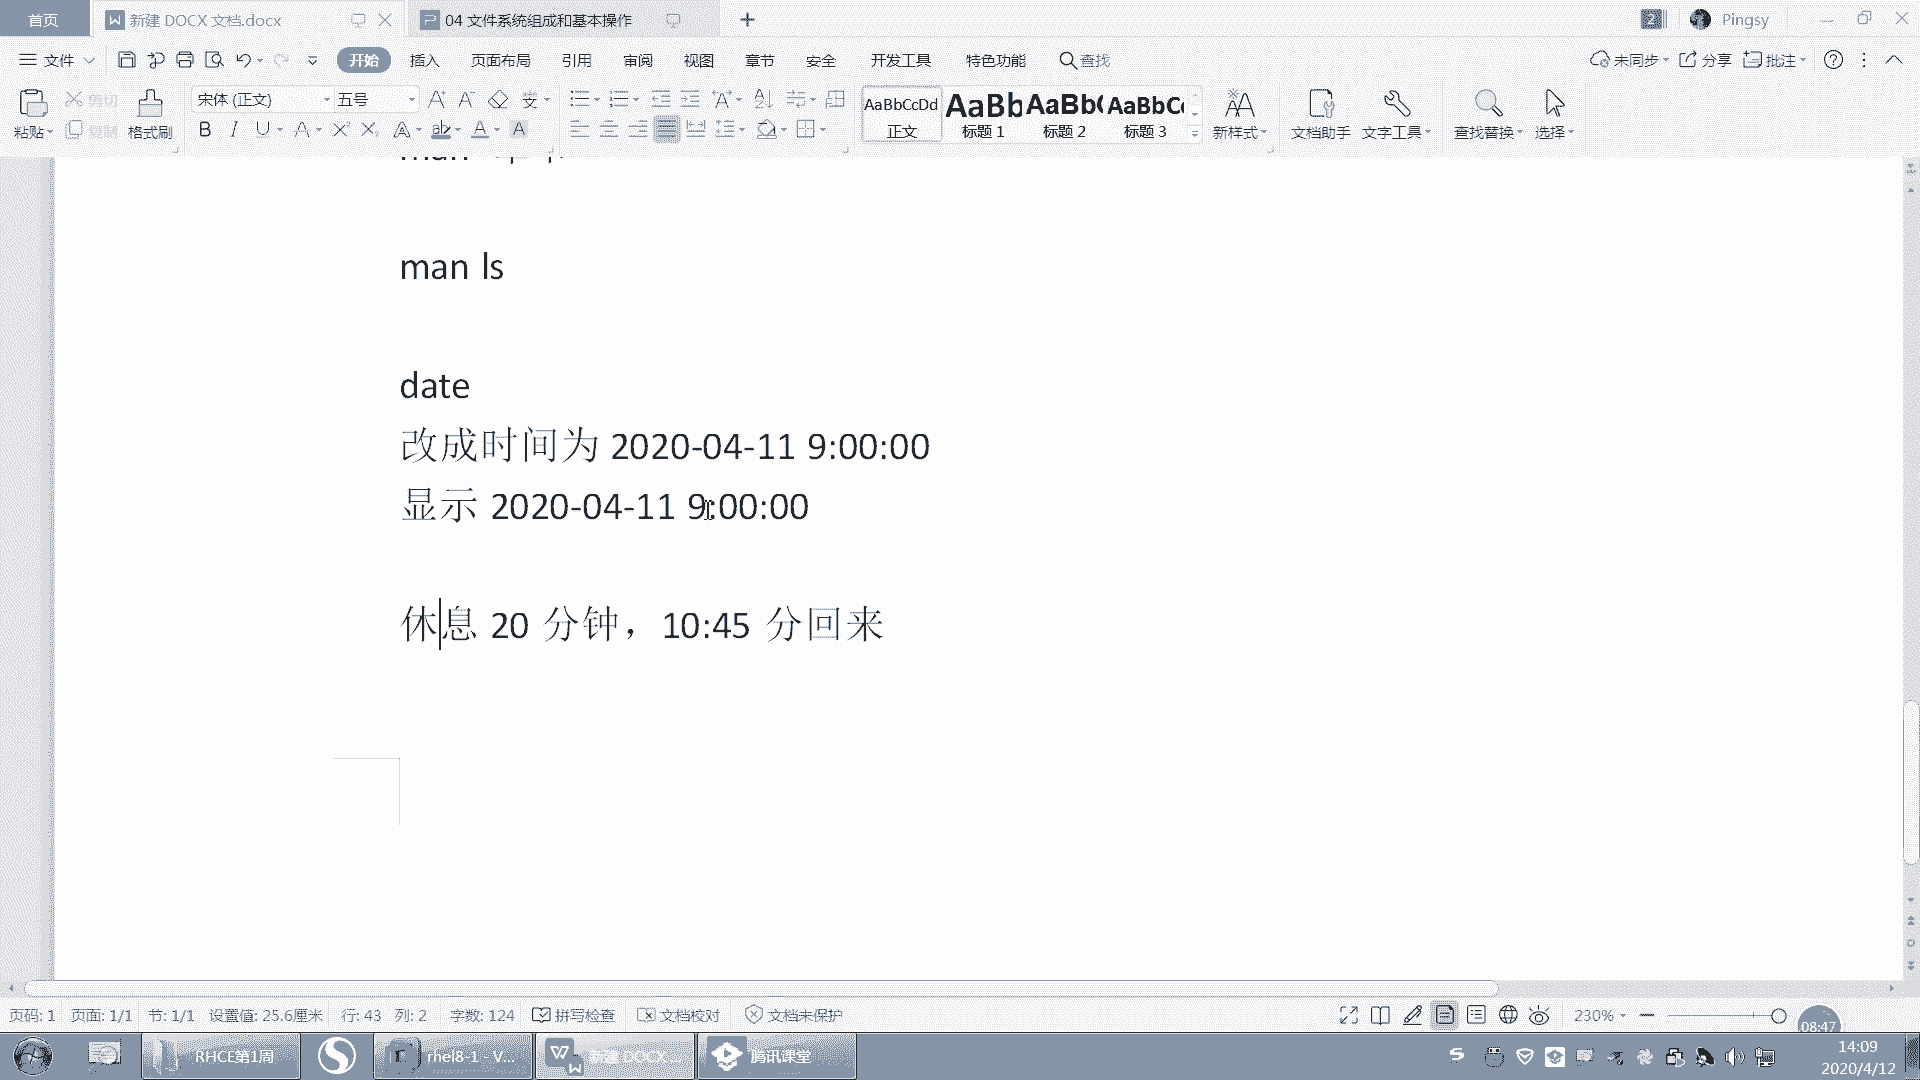 首页 新建 DOCX 文档.docx 04 文件系统组成和基本操作 + 2 Pingsy
文件 开始 插入 页面布局 引用 审阅 视图 章节 安全 开发工具 特色功能 查找 未同步 分享 批注
粘贴 剪切 复制 格式刷 宋体 (正文) 五号 AaBbCcDd 正文 标题 1 标题 2 标题 3 新样式 文档助手 文字工具 查找替换 选择
man ls
date
改成时间为 2020-04-11 9:00:00
显示 2020-04-11 9:00:00
休息 20 分钟，10:45 分回来
页码: 1 页面: 1/1 节: 1/1 设置值: 25.6厘米 行: 43 列: 2 字数: 124 拼写检查 文档校对 文档未保护 230% 08:47
RHCE第1周 rhel8-1 - V... 新建 DOCX ... 腾讯课堂 14:09
2020/4/12